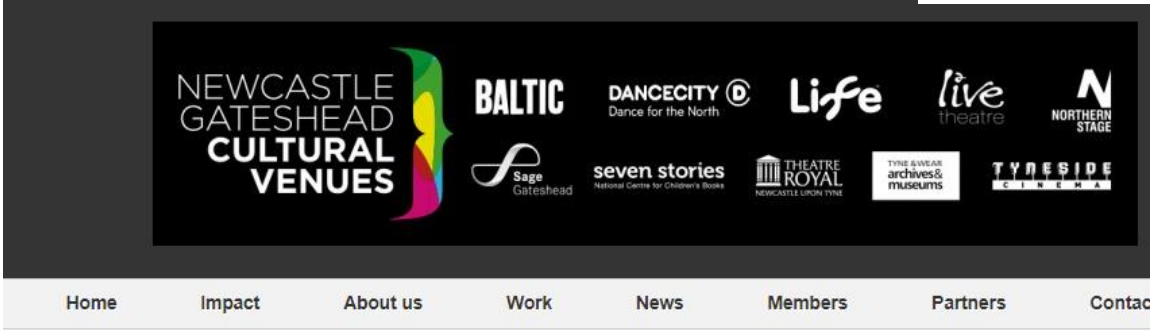 NEWCASTLE
GATESHEAD
CULTURAL
VENUES
BALTIC
DANCECITY D
Dance for the North
Life
live
theatre
N
NORTHERN
STAGE
Sage
Gateshead
seven stories
National Centre for Children's Books
THEATRE
ROYAL
NEWCASTLE UPON TYNE
TYNE & WEAR
archives&
museums
TYNESIDE
CINEMA
Home Impact About us Work News Members Partners Contac